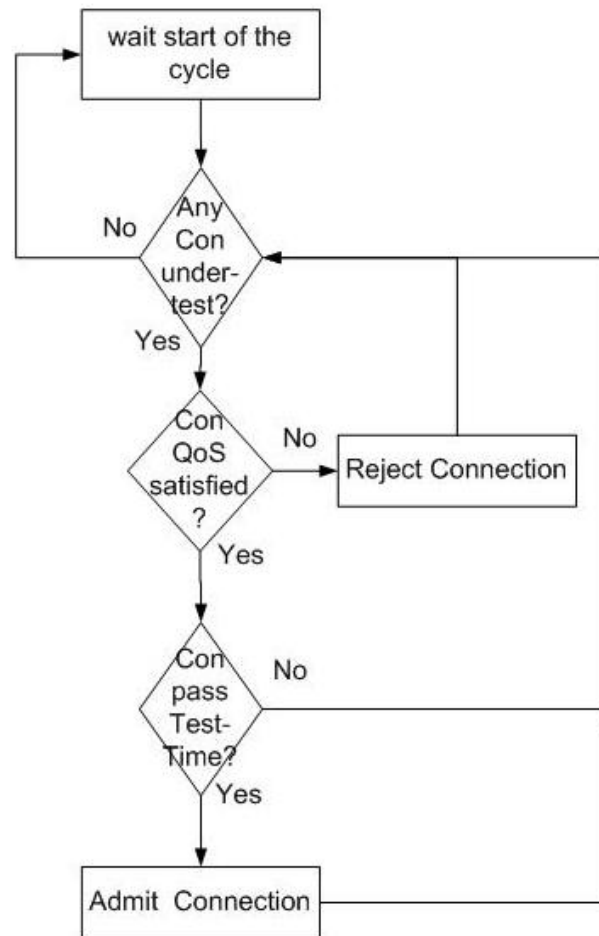 wait start of the
cycle
No
Any
Con
under-
test?
Yes
Con
QoS
satisfied
?
No
Reject Connection
Yes
Con
pass
Test-
Time?
No
Yes
Admit Connection